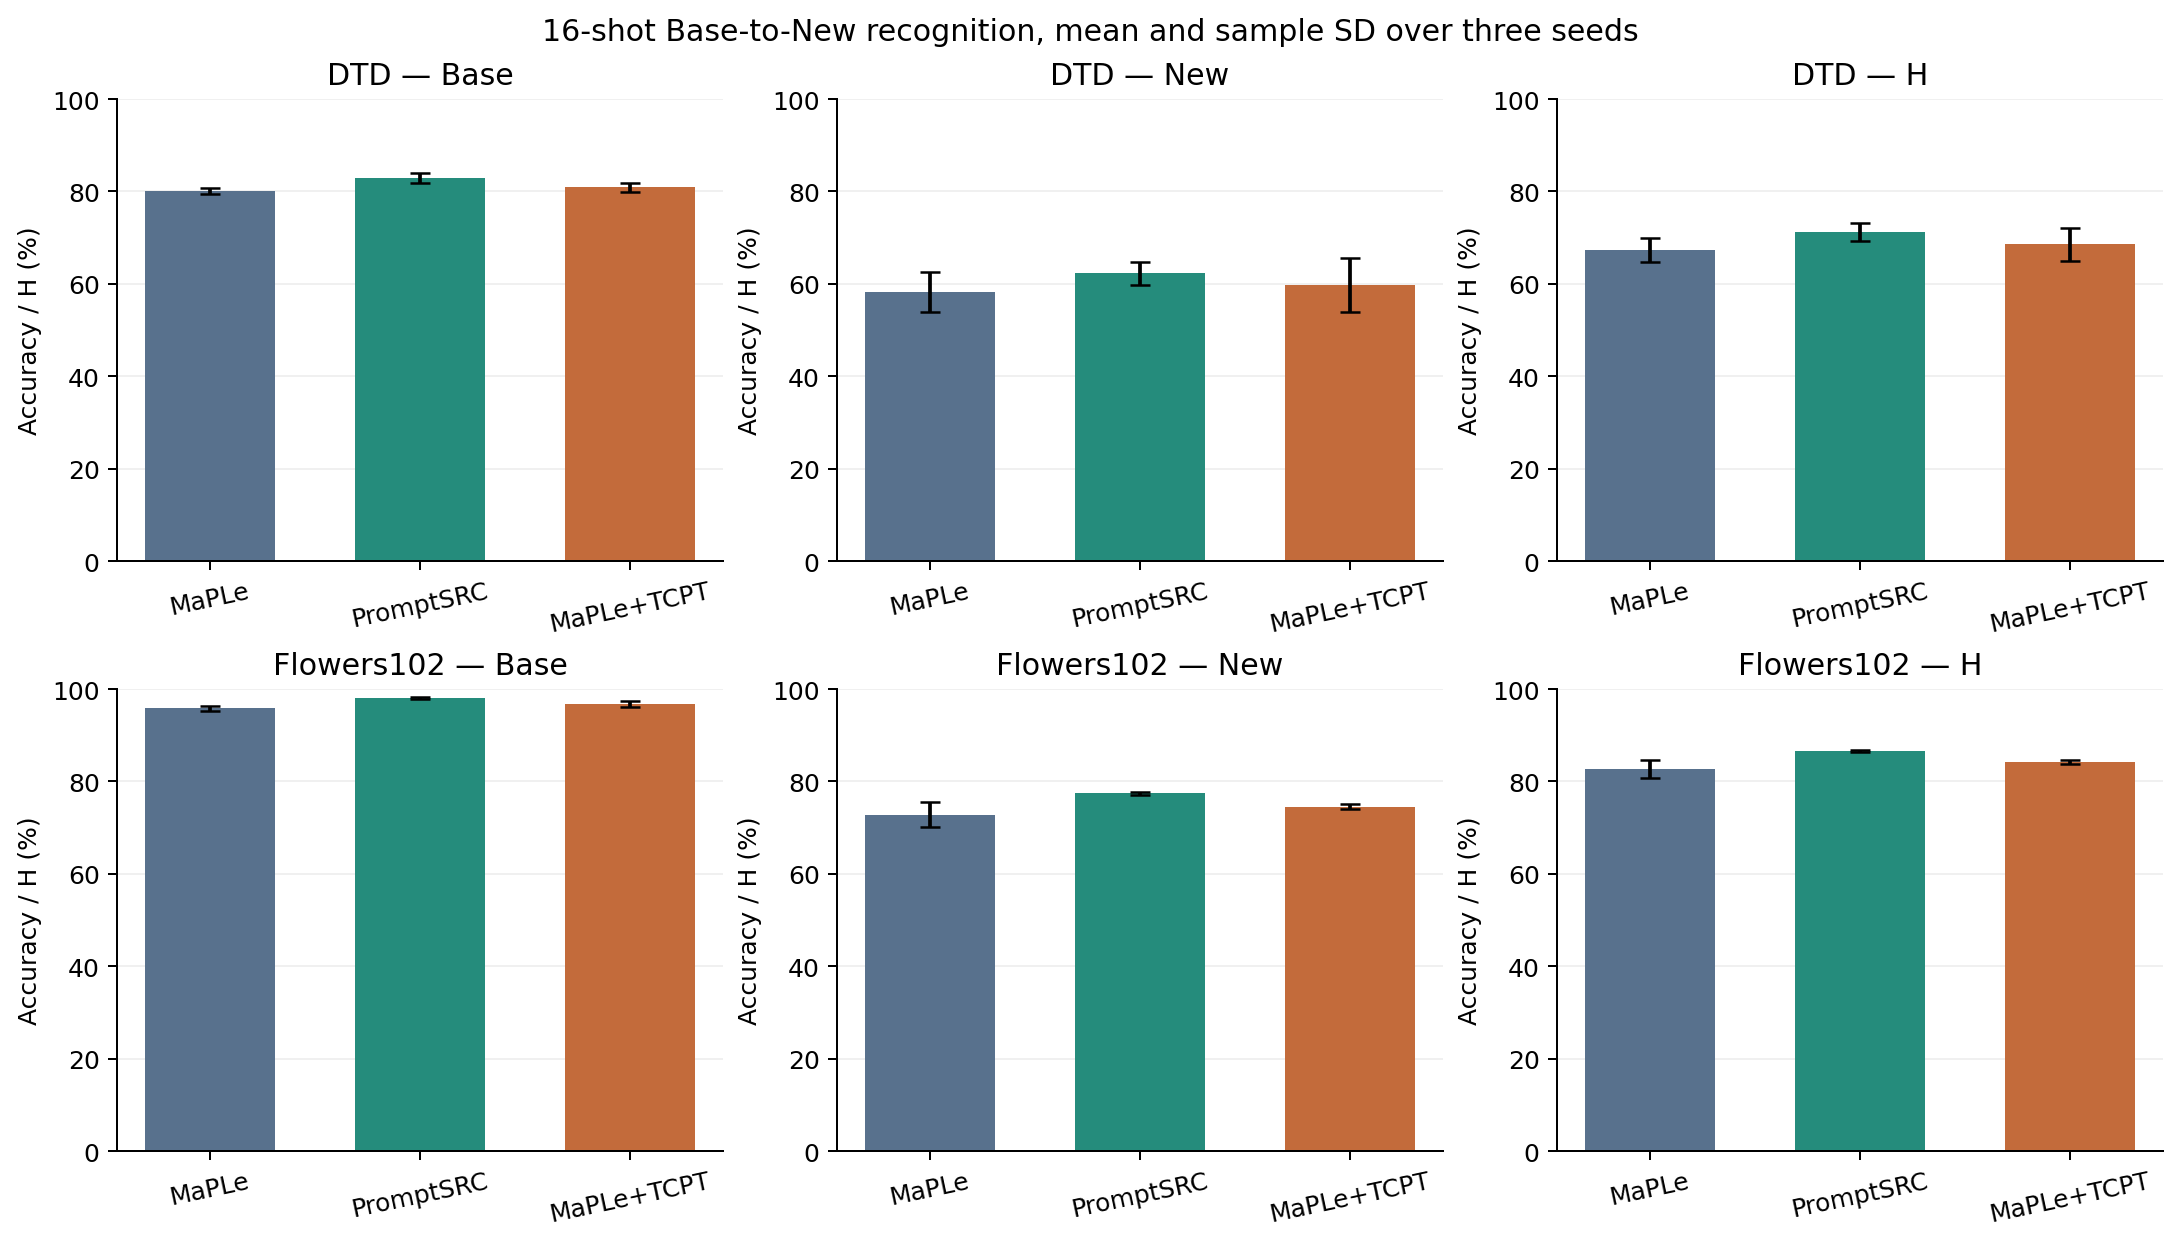 16-shot Base-to-New recognition, mean and sample SD over three seeds
DTD — Base
Accuracy / H (%)
100
80
60
40
20
0
MaPLe
PromptSRC
MaPLe+TCPT
DTD — New
Accuracy / H (%)
100
80
60
40
20
0
MaPLe
PromptSRC
MaPLe+TCPT
DTD — H
Accuracy / H (%)
100
80
60
40
20
0
MaPLe
PromptSRC
MaPLe+TCPT
Flowers102 — Base
Accuracy / H (%)
100
80
60
40
20
0
MaPLe
PromptSRC
MaPLe+TCPT
Flowers102 — New
Accuracy / H (%)
100
80
60
40
20
0
MaPLe
PromptSRC
MaPLe+TCPT
Flowers102 — H
Accuracy / H (%)
100
80
60
40
20
0
MaPLe
PromptSRC
MaPLe+TCPT